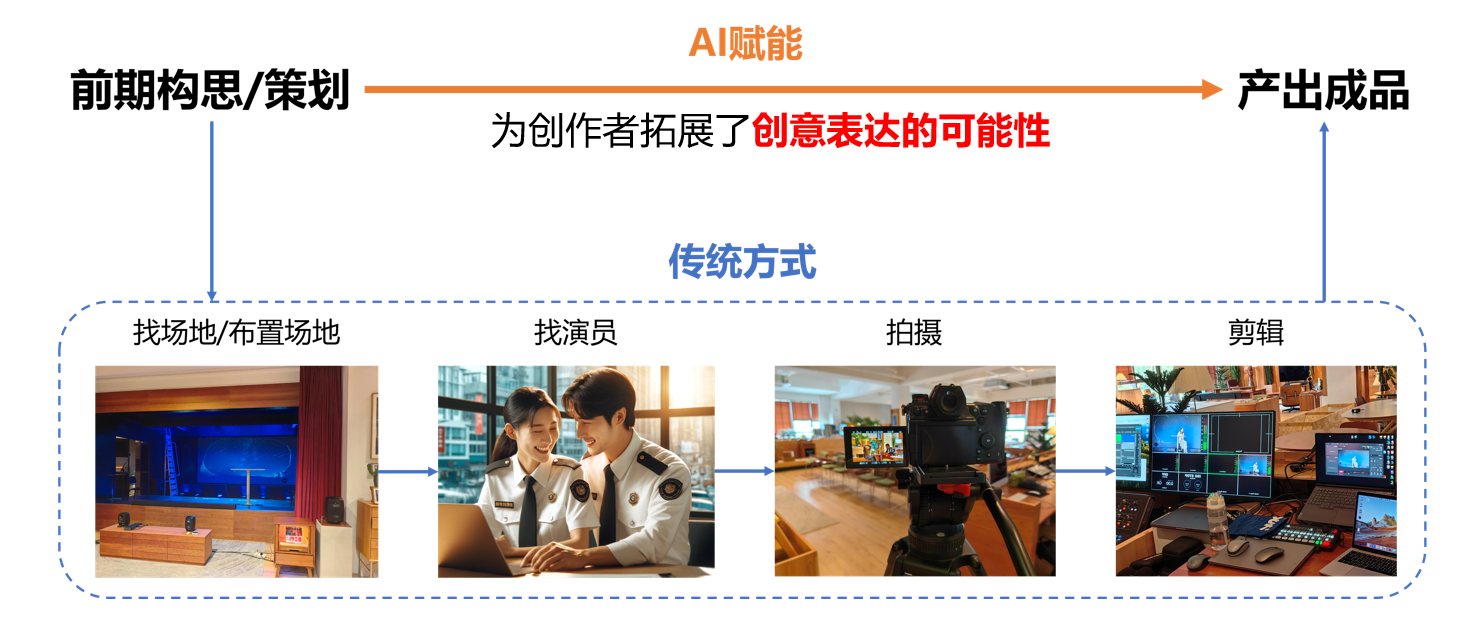 AI赋能
前期构思/策划
产出成品
为创作者拓展了创意表达的可能性
传统方式
找场地/布置场地
找演员
拍摄
剪辑